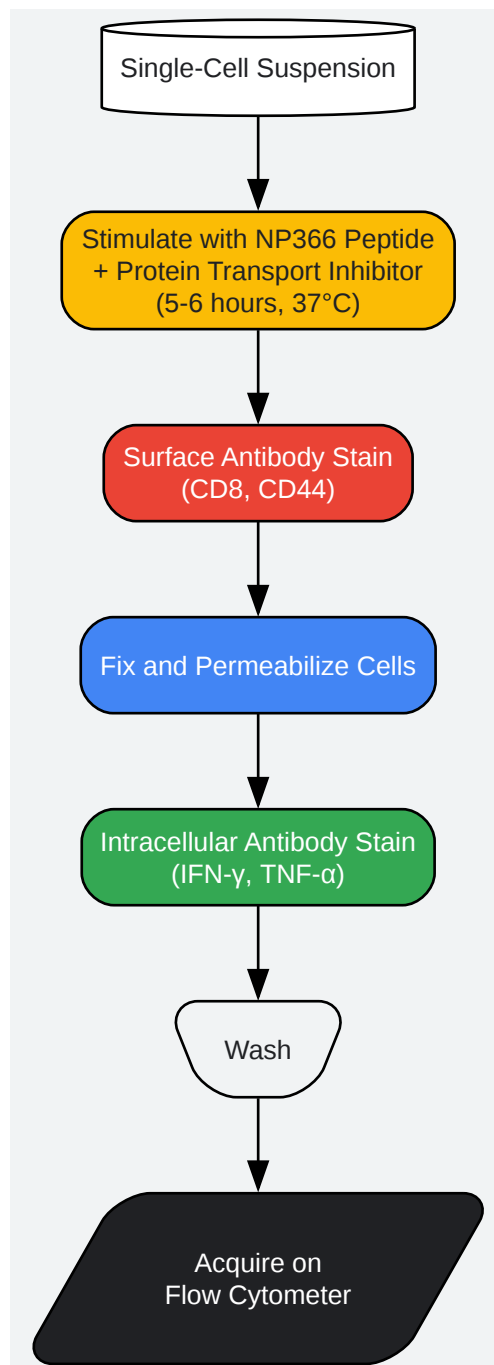 Single-Cell Suspension
Stimulate with NP366 Peptide
+ Protein Transport Inhibitor
(5-6 hours, 37°C)
Surface Antibody Stain
(CD8, CD44)
Fix and Permeabilize Cells
Intracellular Antibody Stain
(IFN-γ, TNF-α)
Wash
Acquire on
Flow Cytometer